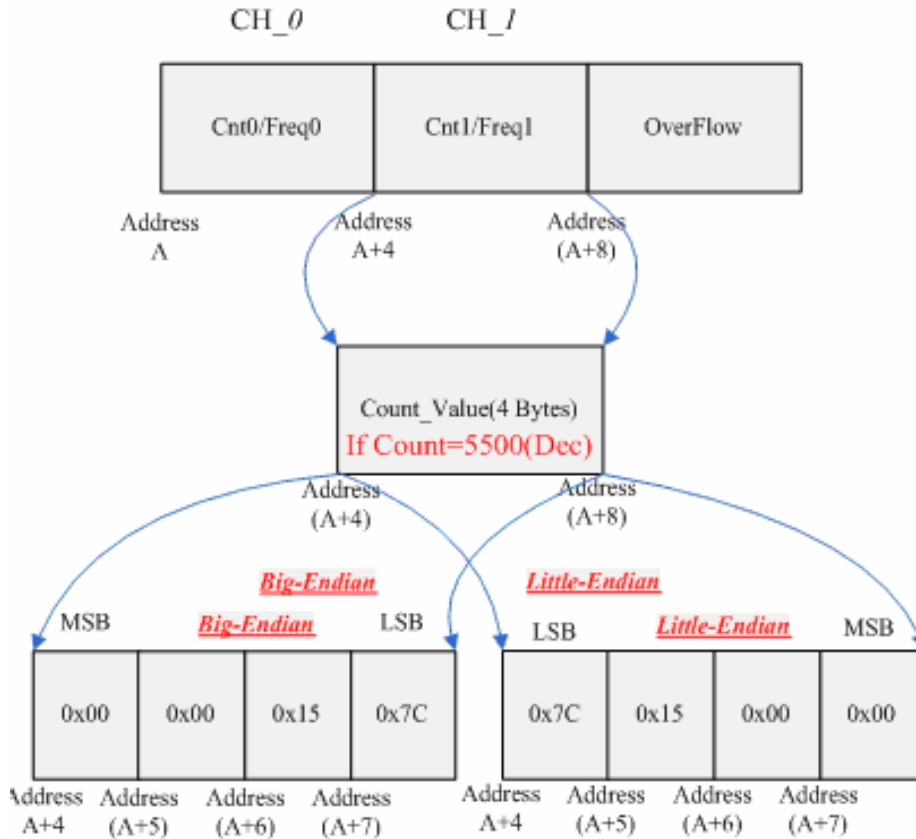 CH_0 CH_1
Cnt0/Freq0 Cnt1/Freq1 OverFlow
Address Address Address
A A+4 (A+8)
Count_Value(4 Bytes)
If Count=5500(Dec)
Address Address
(A+4) (A+8)
Big-Endian Little-Endian
MSB Big-Endian LSB LSB Little-Endian MSB
0x00 0x00 0x15 0x7C 0x7C 0x15 0x00 0x00
Address Address Address Address Address Address Address Address
A+4 (A+5) (A+6) (A+7) A+4 (A+5) (A+6) (A+7)